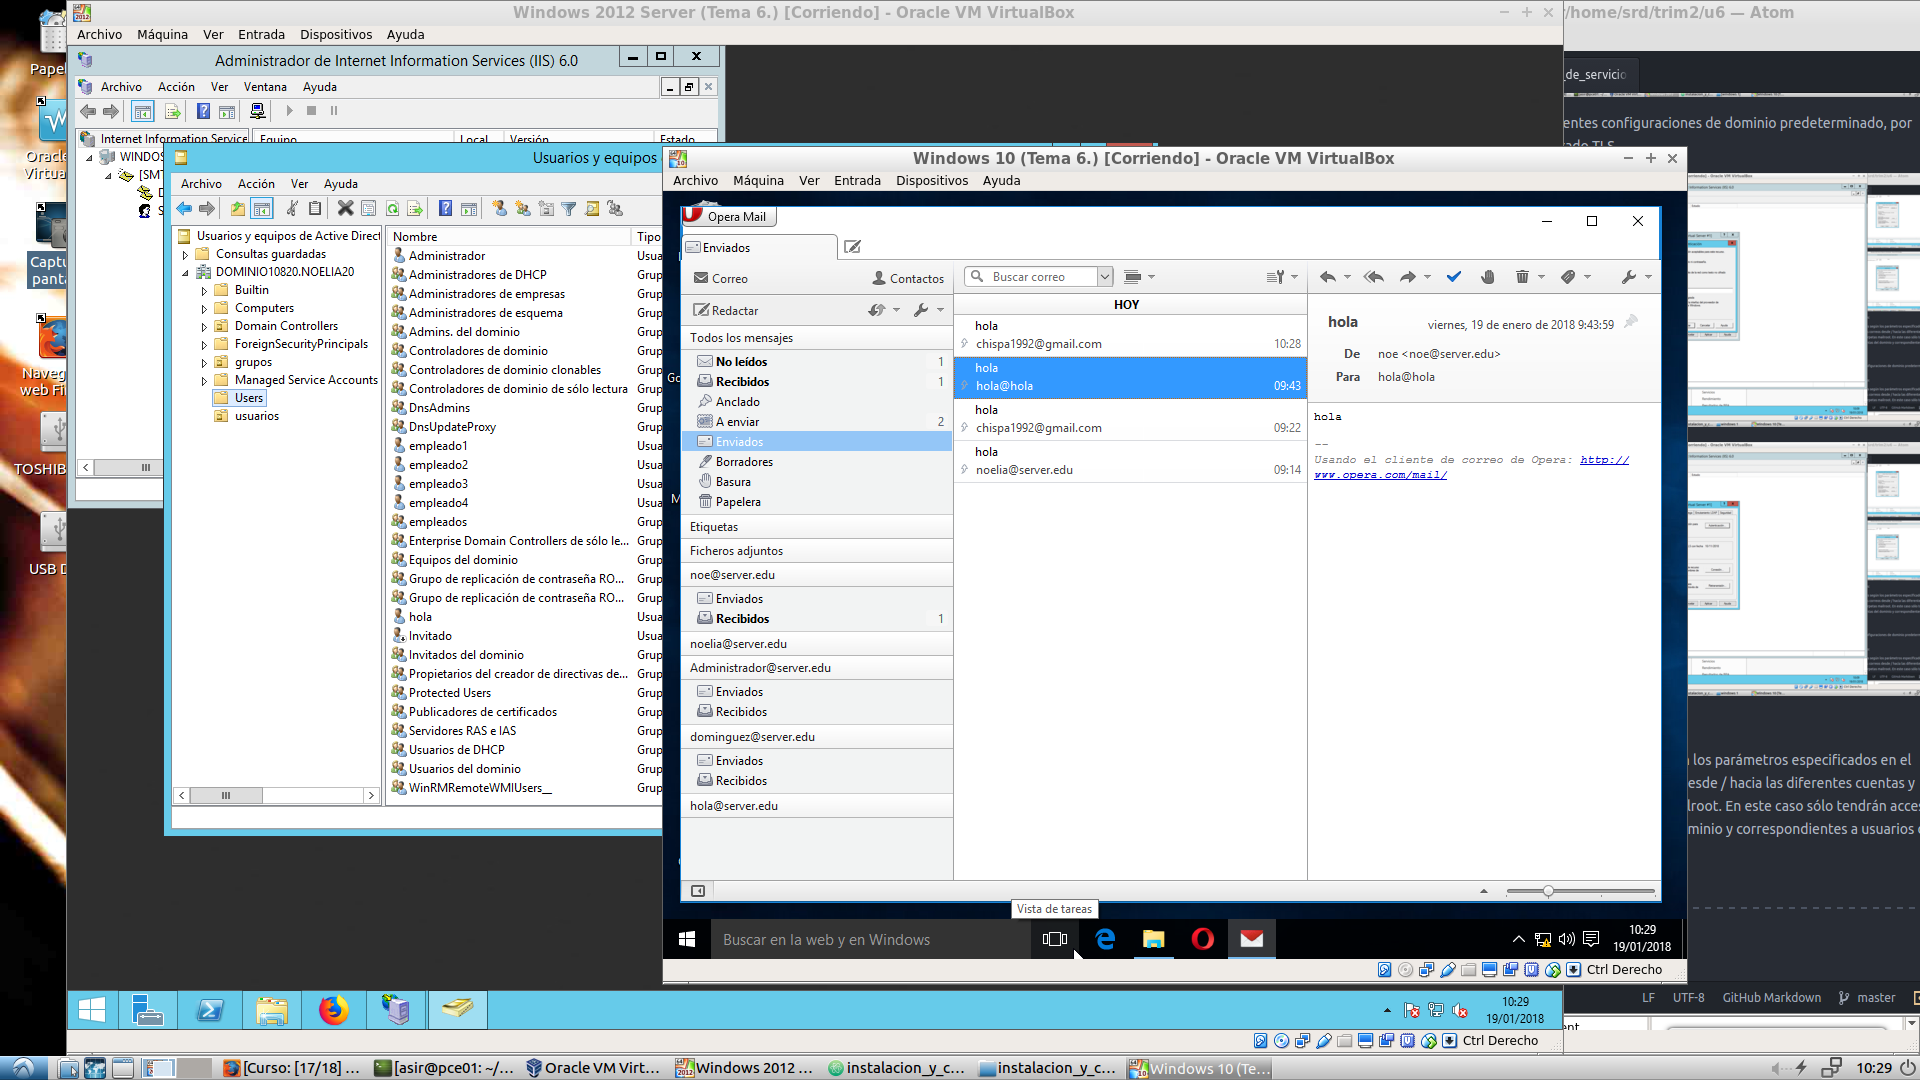 Windows 2012 Server (Tema 6.) [Corriendo] - Oracle VM VirtualBox
/home/srd/trim2/u6 — Atom
Archivo Máquina Ver Entrada Dispositivos Ayuda
Administrador de Internet Information Services (IIS) 6.0
Archivo Acción Ver Ventana Ayuda
Internet Information Service
Equipo Local Versión Estado
WINDOS
[SMT
Usuarios y equipos
Archivo Acción Ver Ayuda
Usuarios y equipos de Active Direct
Consultas guardadas
DOMINIO10820.NOELIA20
Builtin
Computers
Domain Controllers
ForeignSecurityPrincipals
grupos
Managed Service Accounts
Users
usuarios
Nombre Tipo
Administrador Usua
Administradores de DHCP Grup
Administradores de empresas Grup
Administradores de esquema Grup
Admins. del dominio Grup
Controladores de dominio Grup
Controladores de dominio clonables Grup
Controladores de dominio de sólo lectura Grup
DnsAdmins Grup
DnsUpdateProxy Grup
empleado1 Usua
empleado2 Usua
empleado3 Usua
empleado4 Usua
empleados Grup
Enterprise Domain Controllers de sólo le... Grup
Equipos del dominio Grup
Grupo de replicación de contraseña RO... Grup
Grupo de replicación de contraseña RO... Grup
hola Usua
Invitado Usua
Invitados del dominio Grup
Propietarios del creador de directivas de... Grup
Protected Users Grup
Publicadores de certificados Grup
Servidores RAS e IAS Grup
Usuarios de DHCP Grup
Usuarios del dominio Grup
WinRMRemoteWMIUsers__ Grup
Windows 10 (Tema 6.) [Corriendo] - Oracle VM VirtualBox
Archivo Máquina Ver Entrada Dispositivos Ayuda
Opera Mail
Enviados
Correo Contactos
Redactar
Todos los mensajes
No leídos 1
Recibidos 1
Anclado
A enviar 2
Enviados
Borradores
Basura
Papelera
Etiquetas
Ficheros adjuntos
noe@server.edu
Enviados
Recibidos 1
noelia@server.edu
Administrador@server.edu
Enviados
Recibidos
dominguez@server.edu
Enviados
Recibidos
hola@server.edu
Buscar correo
HOY
hola
chispa1992@gmail.com 10:28
hola
hola@hola 09:43
hola
chispa1992@gmail.com 09:22
hola
noelia@server.edu 09:14
hola viernes, 19 de enero de 2018 9:43:59
De noe <noe@server.edu>
Para hola@hola
hola
--
Usando el cliente de correo de Opera: http://
www.opera.com/mail/
Vista de tareas
Buscar en la web y en Windows
10:29
19/01/2018
Ctrl Derecho
10:29
19/01/2018
Ctrl Derecho
_de_servicio
entes configuraciones de dominio predeterminado, por
los parámetros especificados en el
esde / hacia las diferentes cuentas y
lroot. En este caso sólo tendrán acces
minio y correspondientes a usuarios
LF UTF-8 GitHub Markdown master
Papel
Oracle
Virtua
Captu
pant
Naveg
web Fi
TOSHIB
USB D
[Curso: [17/18] ... [asir@pce01: ~/... Oracle VM Virt... Windows 2012 ... instalacion_y_c... instalacion_y_c... Windows 10 (Te... 10:29